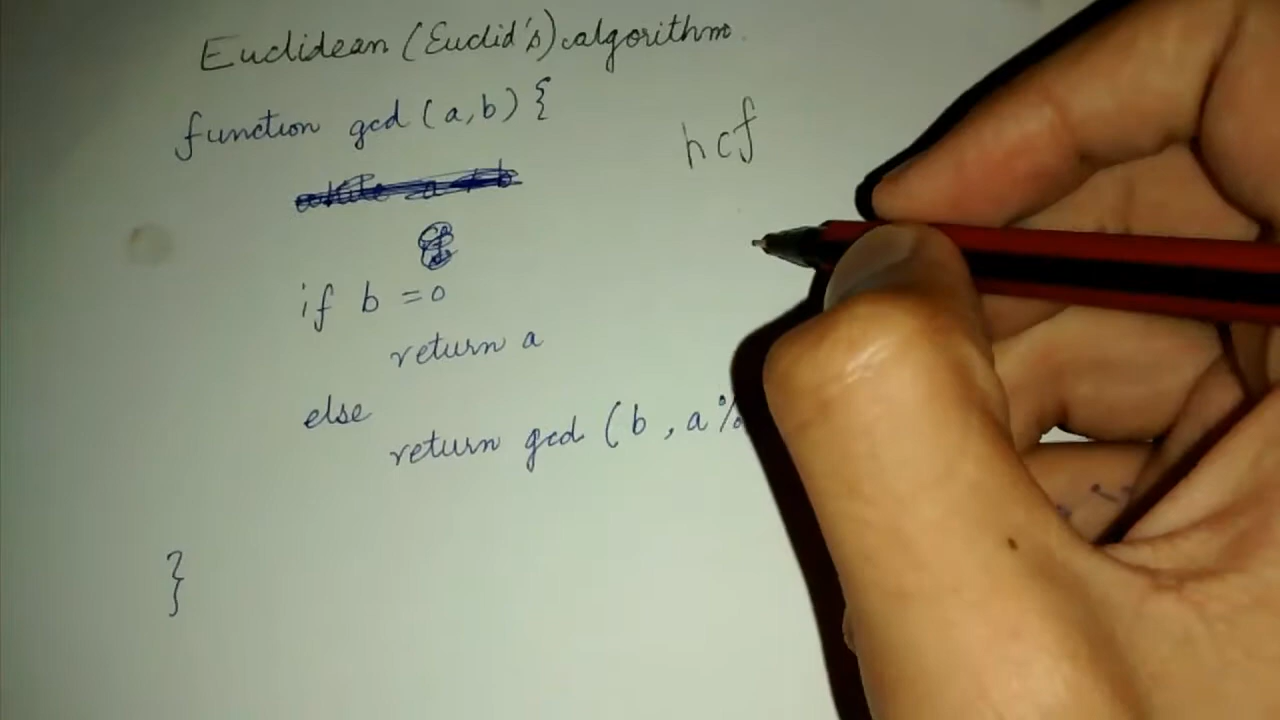 Euclidean (Euclid's) algorithm
function gcd (a,b) {
hcf
if b = 0
return a
else
return gcd (b , a %
}